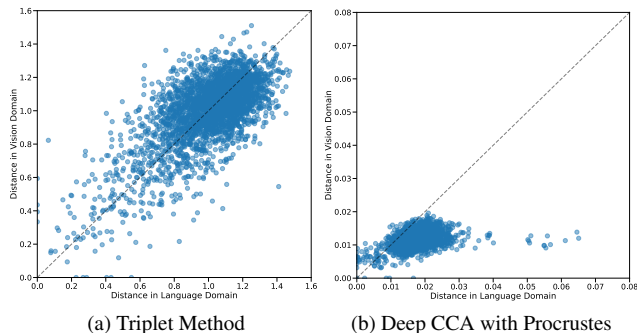 1.6
1.4
1.2
1.0
0.8
0.6
0.4
0.2
0.0
Distance in Vision Domain
0.0 0.2 0.4 0.6 0.8 1.0 1.2 1.4 1.6
Distance in Language Domain
(a) Triplet Method
0.08
0.07
0.06
0.05
0.04
0.03
0.02
0.01
0.00
Distance in Vision Domain
0.00 0.01 0.02 0.03 0.04 0.05 0.06 0.07 0.08
Distance in Language Domain
(b) Deep CCA with Procrustes